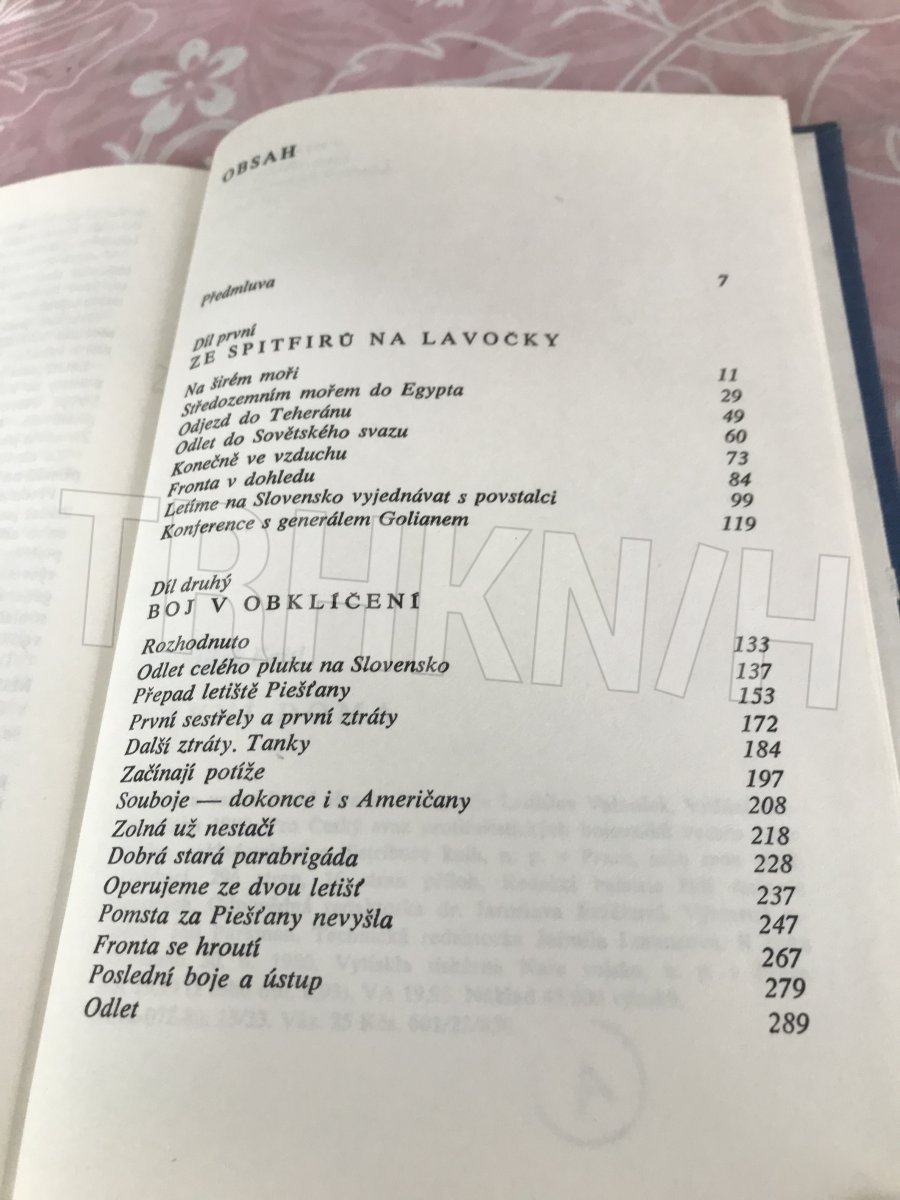 OBSAH
Předmluva 7
Díl první
ZE SPITFIRŮ NA LAVOČKY
Na širém moři 11
Středozemním mořem do Egypta 29
Odjezd do Teheránu 49
Odlet do Sovětského svazu 60
Konečně ve vzduchu 73
Fronta v dohledu 84
Letíme na Slovensko vyjednávat s povstalci 99
Konference s generálem Golianem 119
Díl druhý
BOJ V OBKLÍČENÍ
Rozhodnuto 133
Odlet celého pluku na Slovensko 137
Přepad letiště Piešťany 153
První sestřely a první ztráty 172
Další ztráty. Tanky 184
Začínají potíže 197
Souboje — dokonce i s Američany 208
Zolná už nestačí 218
Dobrá stará parabrigáda 228
Operujeme ze dvou letišť 237
Pomsta za Piešťany nevyšla 247
Fronta se hroutí 267
Poslední boje a ústup 279
Odlet 289
TRHKN/H